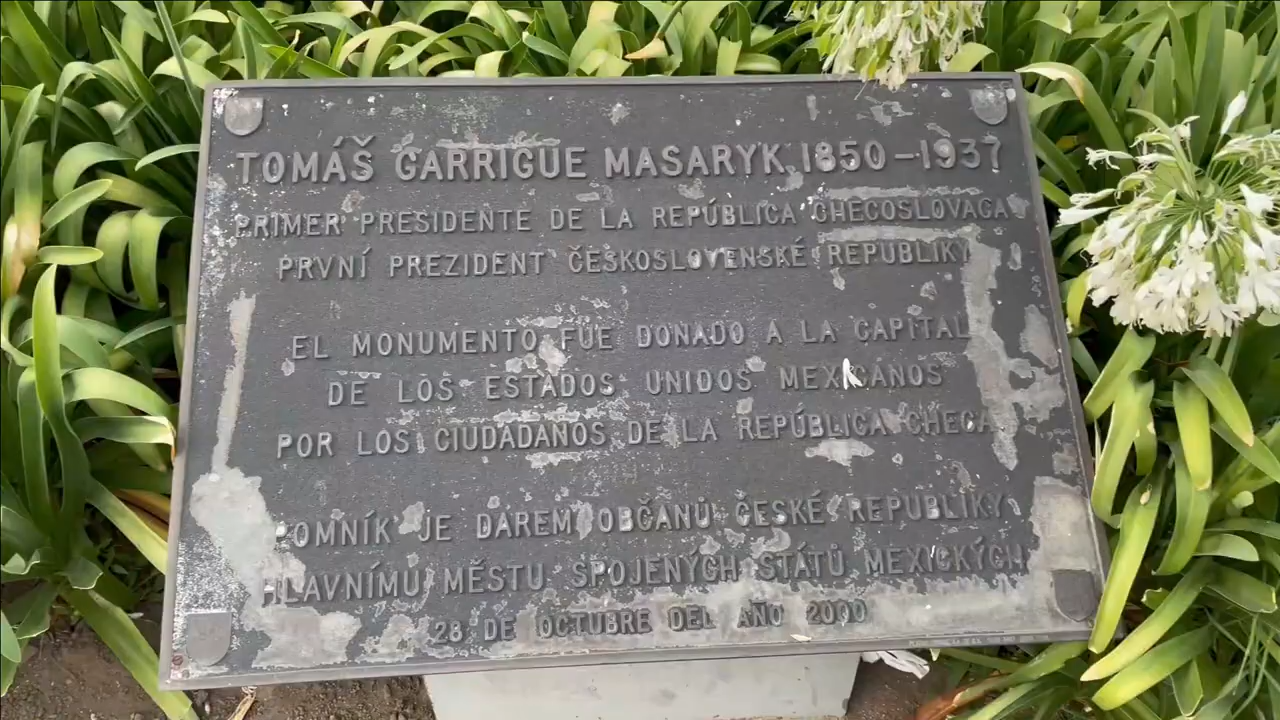 TOMÁŠ GARRIGUE MASARYK 1850-1937
PRIMER PRESIDENTE DE LA REPÚBLICA CHECOSLOVACA
PRVNÍ PREZIDENT ČESKOSLOVENSKÉ REPUBLIKY
EL MONUMENTO FUE DONADO A LA CAPITAL
DE LOS ESTADOS UNIDOS MEXICANOS
POR LOS CIUDADANOS DE LA REPÚBLICA CHECA
POMNÍK JE DAREM OBČANŮ ČESKÉ REPUBLIKY
HLAVNÍMU MĚSTU SPOJENÝCH STÁTŮ MEXICKÝCH
28 DE OCTUBRE DEL AÑO 2000